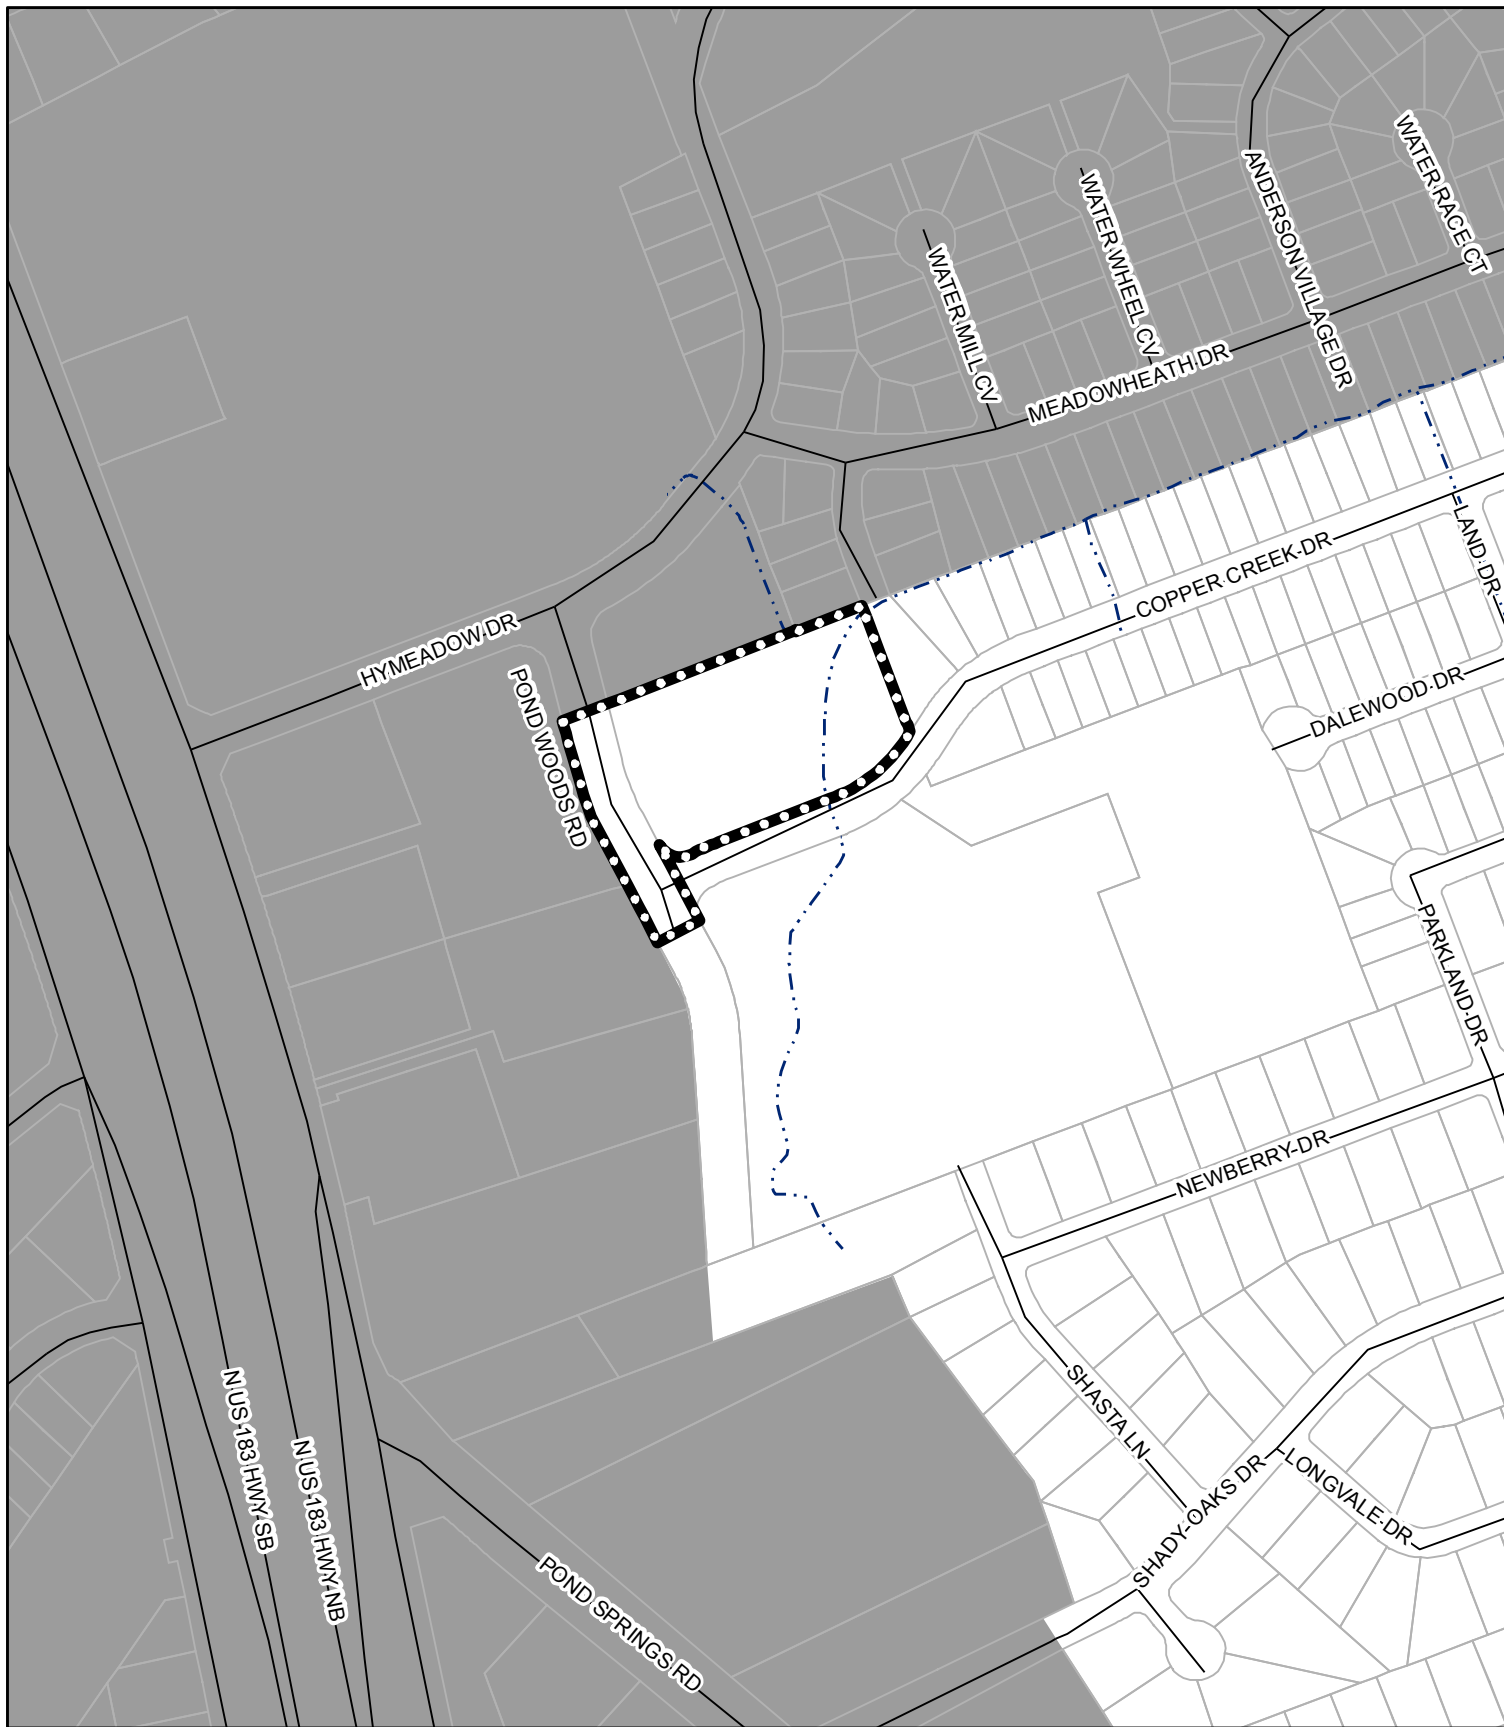 WATER RACE CT
ANDERSON VILLAGE DR
WATER WHEEL CV
WATER MILL CV
MEADOWHEATH DR
COPPER CREEK DR
LAND DR
HYMEADOW DR
POND WOODS RD
DALEWOOD DR
PARKLAND DR
NEWBERRY DR
SHASTA LN
SHADY OAKS DR
LONGVALE DR
N US 183 HWY SB
N US 183 HWY NB
POND SPRINGS RD